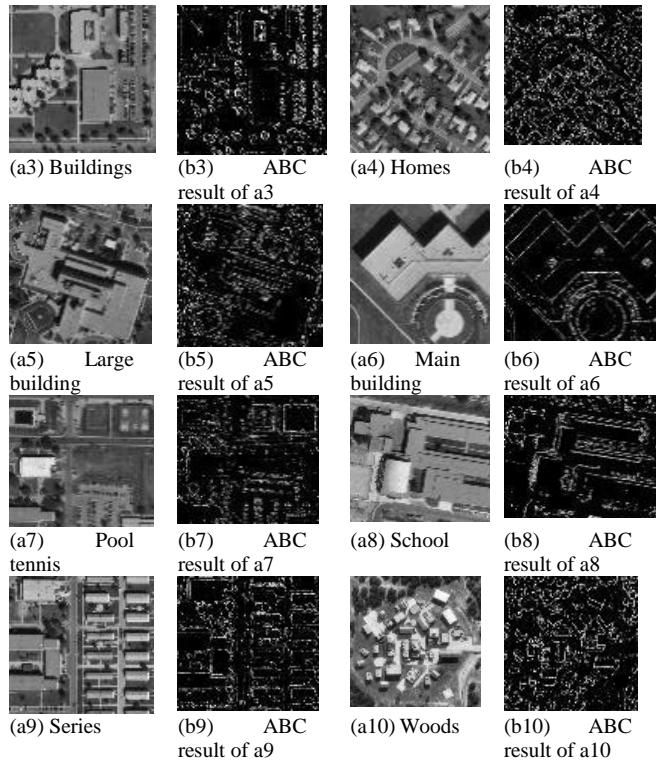 (a3) Buildings
(b3) ABC
result of a3
(a4) Homes
(b4) ABC
result of a4
(a5) Large
building
(b5) ABC
result of a5
(a6) Main
building
(b6) ABC
result of a6
(a7) Pool
tennis
(b7) ABC
result of a7
(a8) School
(b8) ABC
result of a8
(a9) Series
(b9) ABC
result of a9
(a10) Woods
(b10) ABC
result of a10